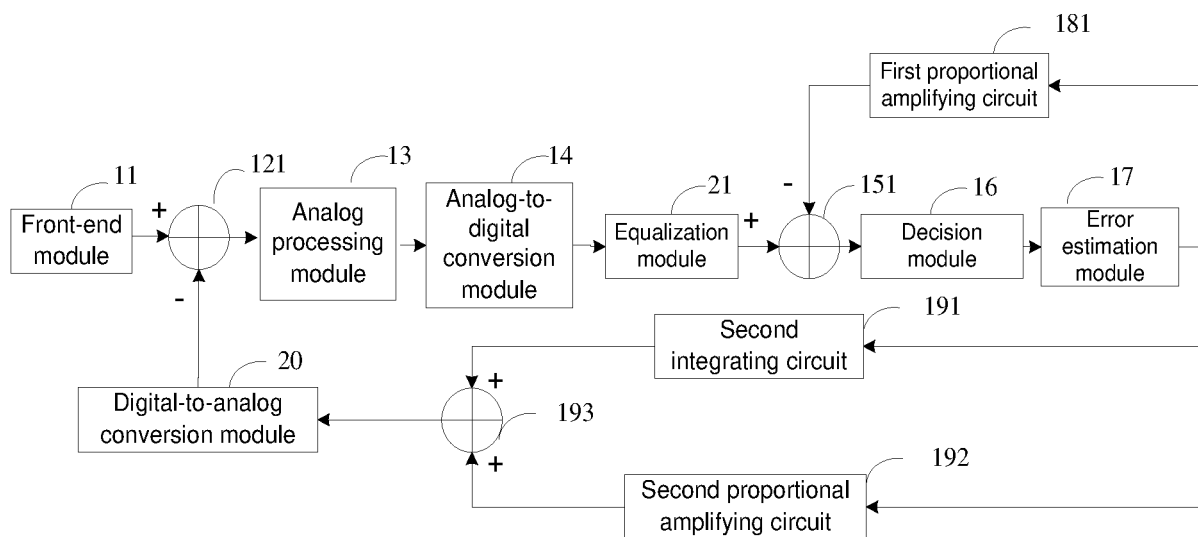 181
First proportional
amplifying circuit
11
121
13
14
21
-
151
16
17
Front-end
module
+
Analog
processing
module
Analog-to-
digital
conversion
module
Equalization
module
+
Decision
module
Error
estimation
module
-
Second
integrating circuit
191
20
Digital-to-analog
conversion module
+
193
+
Second proportional
amplifying circuit
192